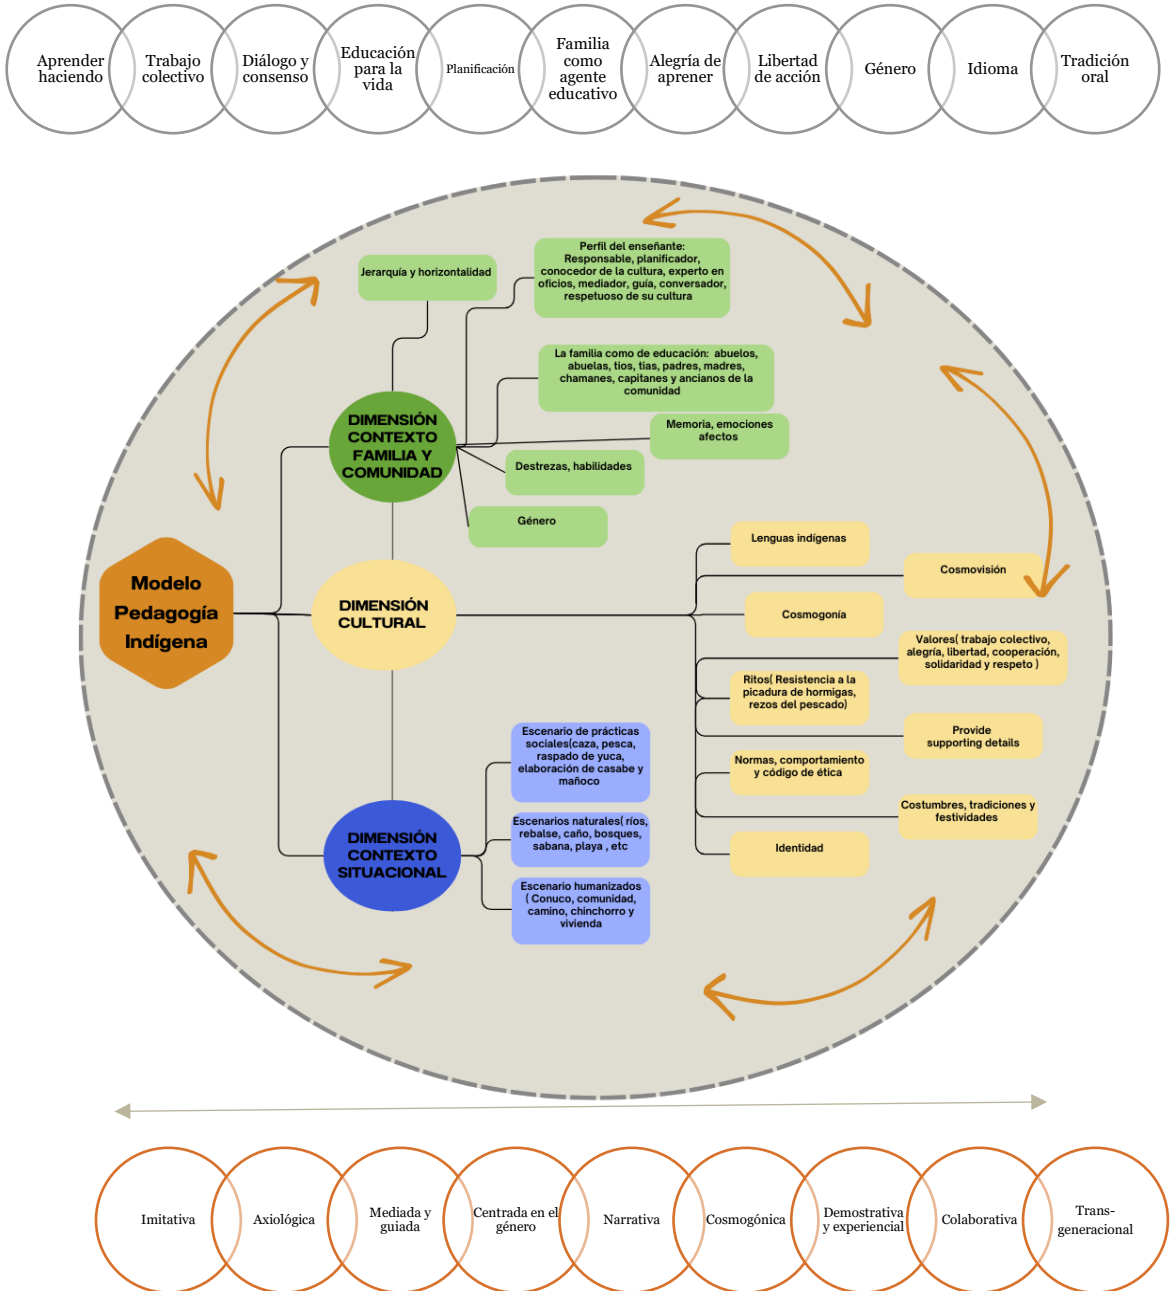 Aprender
haciendo
Trabajo
colectivo
Diálogo y
consenso
Educación
para la
vida
Planificación
Familia
como
agente
educativo
Alegría de
aprener
Libertad
de acción
Género
Idioma
Tradición
oral
Jerarquía y horizontalidad
Perfil del enseñante:
Responsable, planificador,
conocedor de la cultura, experto en
oficios, mediador, guía, conversador,
respetuoso de su cultura
La familia como de educación: abuelos,
abuelas, tios, tias, padres, madres,
chamanes, capitanes y ancianos de la
comunidad
DIMENSIÓN
CONTEXTO
FAMILIA Y
COMUNIDAD
Memoria, emociones
afectos
Destrezas, habilidades
Género
Modelo
Pedagogía
Indígena
DIMENSIÓN
CULTURAL
Lenguas indígenas
Cosmovisión
Cosmogonía
Valores( trabajo colectivo,
alegría, libertad, cooperación,
solidaridad y respeto )
Ritos( Resistencia a la
picadura de hormigas,
rezos del pescado)
Provide
supporting details
Normas, comportamiento
y código de ética
Costumbres, tradiciones y
festividades
Identidad
DIMENSIÓN
CONTEXTO
SITUACIONAL
Escenario de prácticas
sociales(caza, pesca,
raspado de yuca,
elaboración de casabe y
mañoco
Escenarios naturales( ríos,
rebalse, caño, bosques,
sabana, playa , etc
Escenario humanizados
( Conuco, comunidad,
camino, chinchorro y
vivienda
Imitativa
Axiológica
Mediada y
guiada
Centrada en el
género
Narrativa
Cosmogónica
Demostrativa
y experiencial
Colaborativa
Trans-
generacional